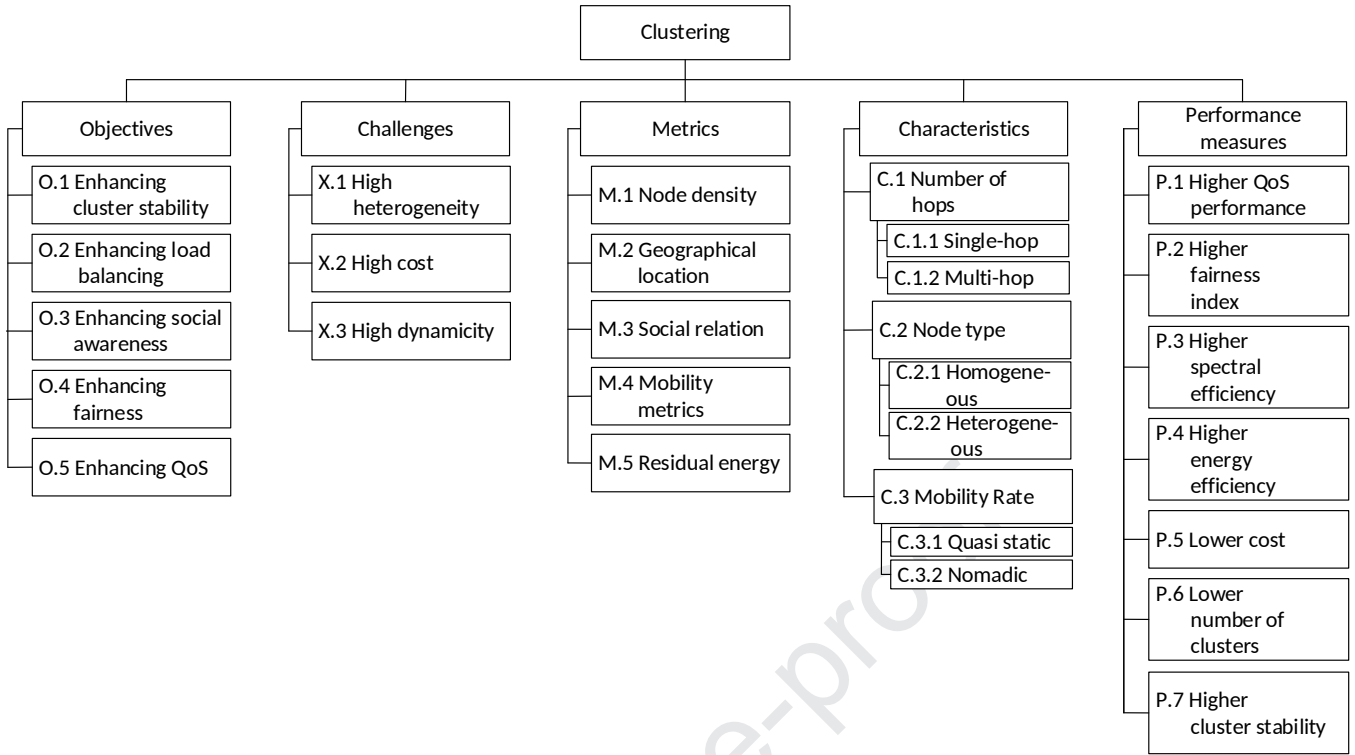 Clustering
Objectives
O.1 Enhancing
cluster stability
O.2 Enhancing load
balancing
O.3 Enhancing social
awareness
O.4 Enhancing
fairness
O.5 Enhancing QoS
Challenges
X.1 High
heterogeneity
X.2 High cost
X.3 High dynamicity
Metrics
M.1 Node density
M.2 Geographical
location
M.3 Social relation
M.4 Mobility
metrics
M.5 Residual energy
Characteristics
C.1 Number of
hops
C.1.1 Single-hop
C.1.2 Multi-hop
C.2 Node type
C.2.1 Homogene-
ous
C.2.2 Heterogene-
ous
C.3 Mobility Rate
C.3.1 Quasi static
C.3.2 Nomadic
Performance
measures
P.1 Higher QoS
performance
P.2 Higher
fairness
index
P.3 Higher
spectral
efficiency
P.4 Higher
energy
efficiency
P.5 Lower cost
P.6 Lower
number of
clusters
P.7 Higher
cluster stability